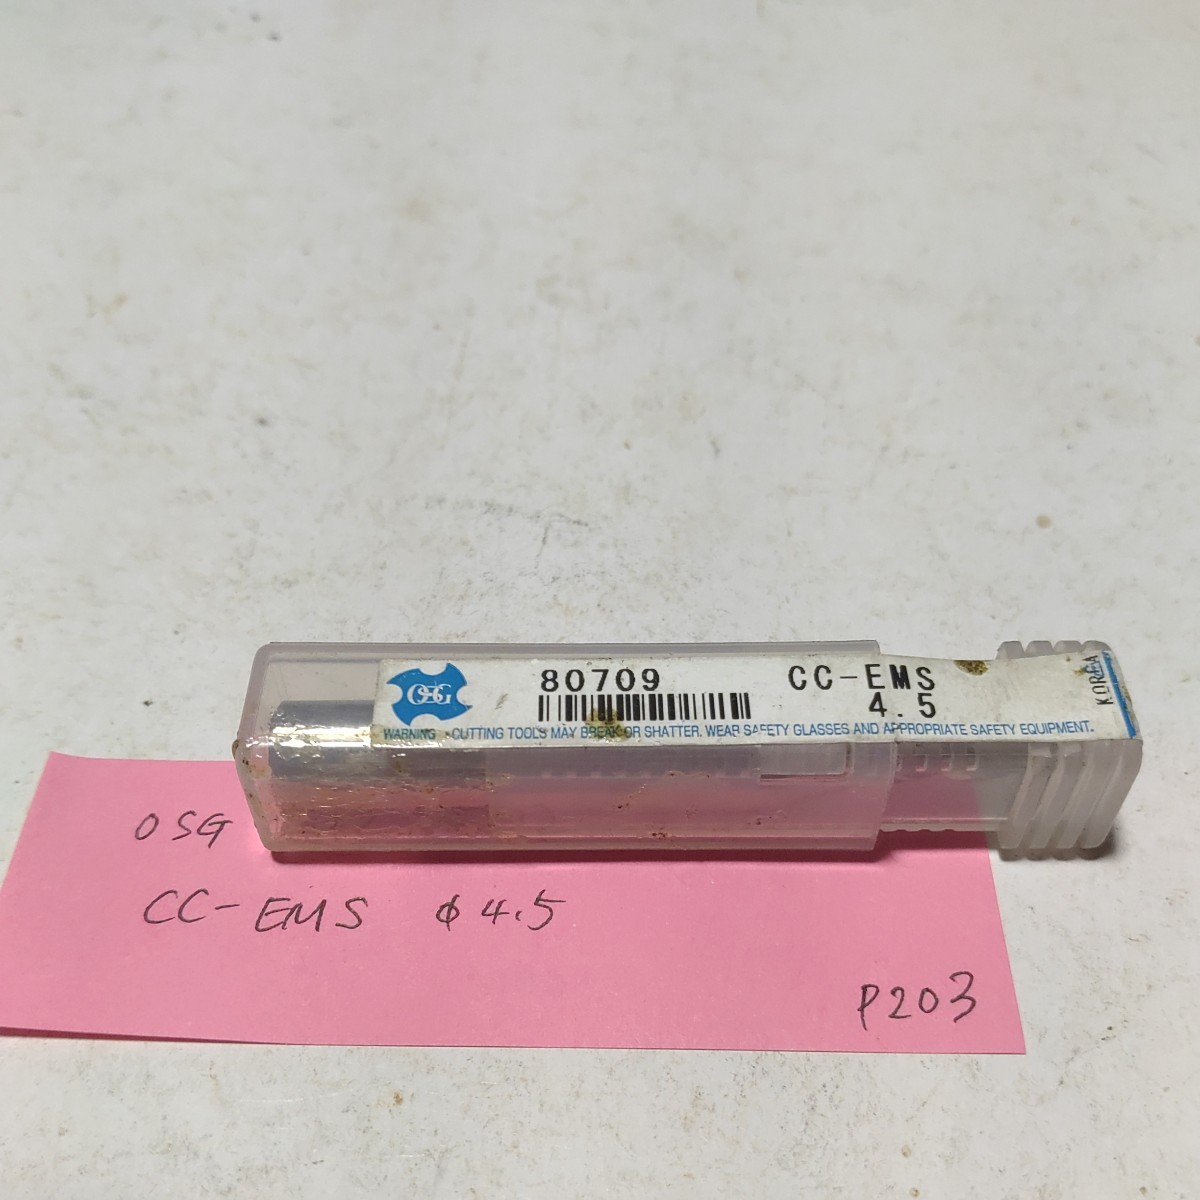 OSG
80709 CC-EMS
4.5
KOREA
WARNING • CUTTING TOOLS MAY BREAK OR SHATTER. WEAR SAFETY GLASSES AND APPROPRIATE SAFETY EQUIPMENT.
OSG
CC-EMS φ4.5
P203